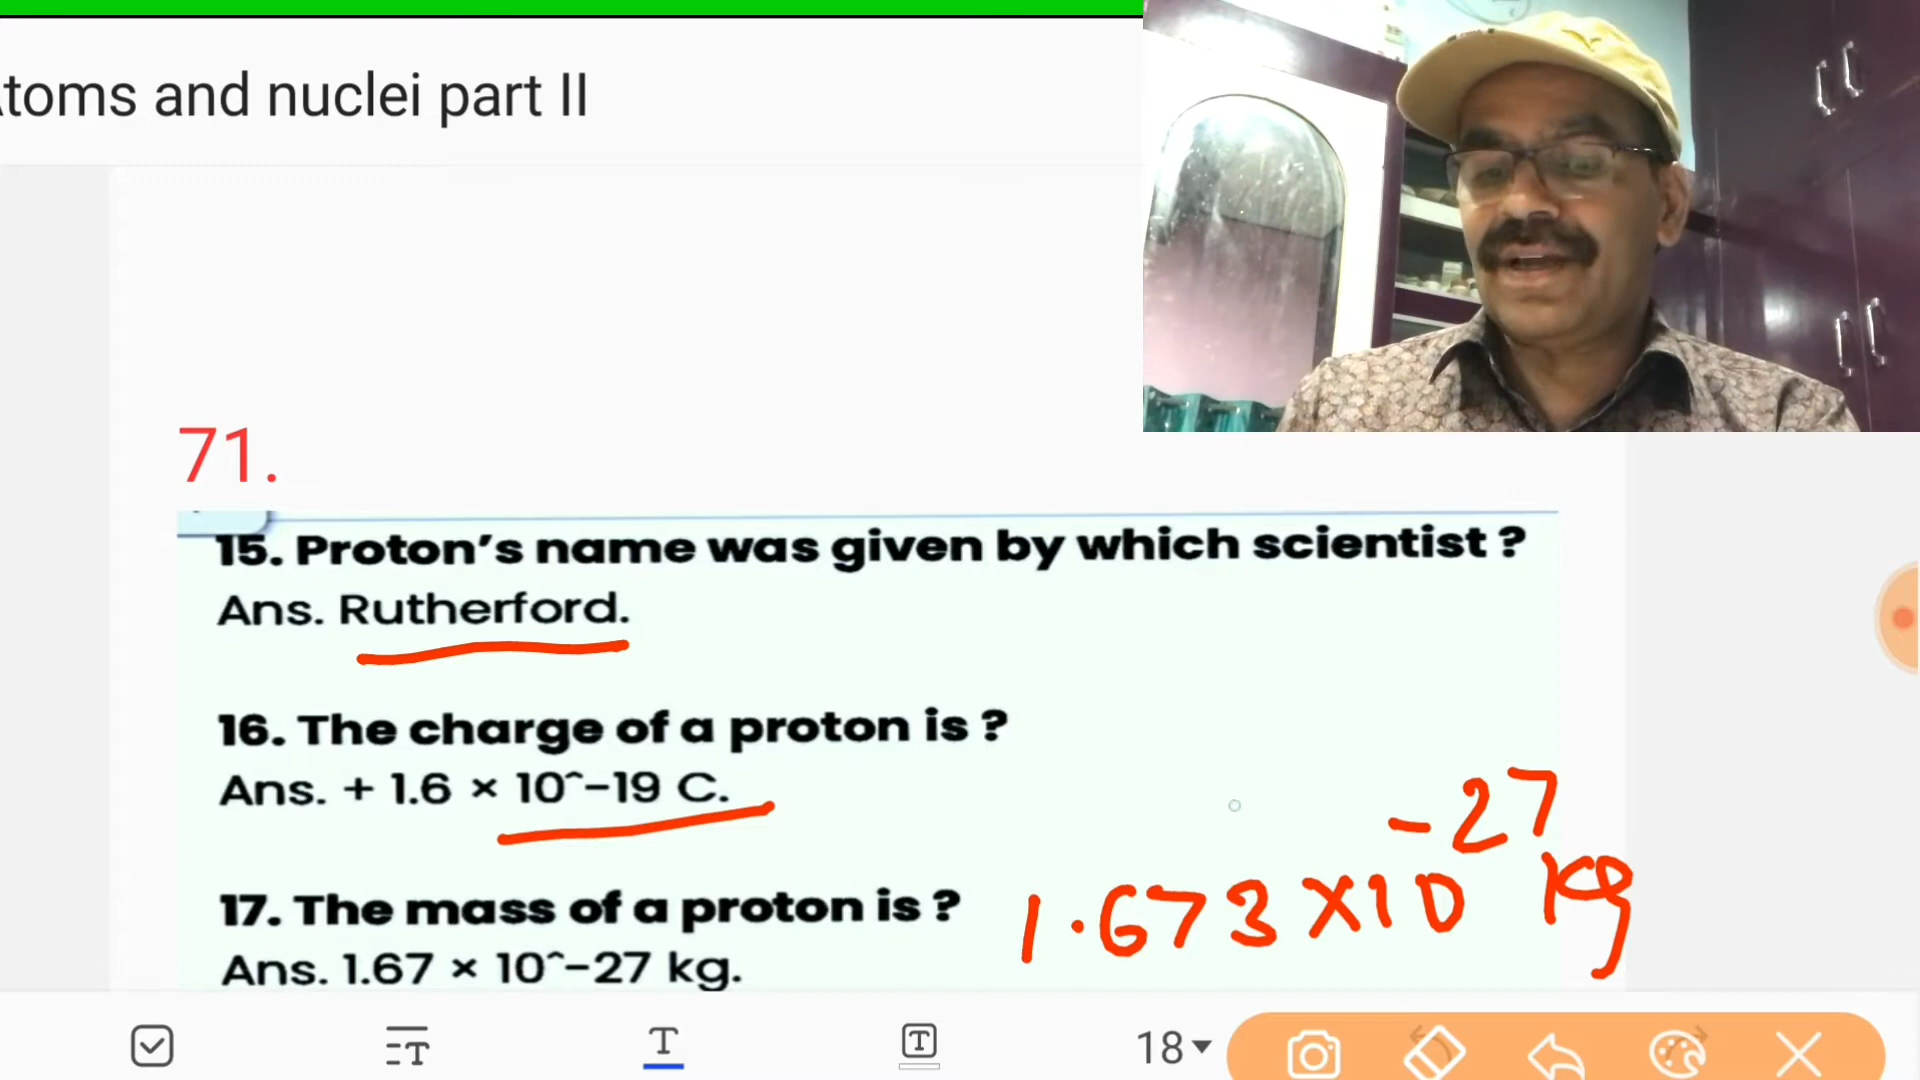 toms and nuclei part II
71.
15. Proton’s name was given by which scientist ?
Ans. Rutherford.
16. The charge of a proton is ?
Ans. + 1.6 × 10^−19 C.
17. The mass of a proton is ?
1.673 × 10 −27 kg
Ans. 1.67 × 10^−27 kg.
T
T
T
18